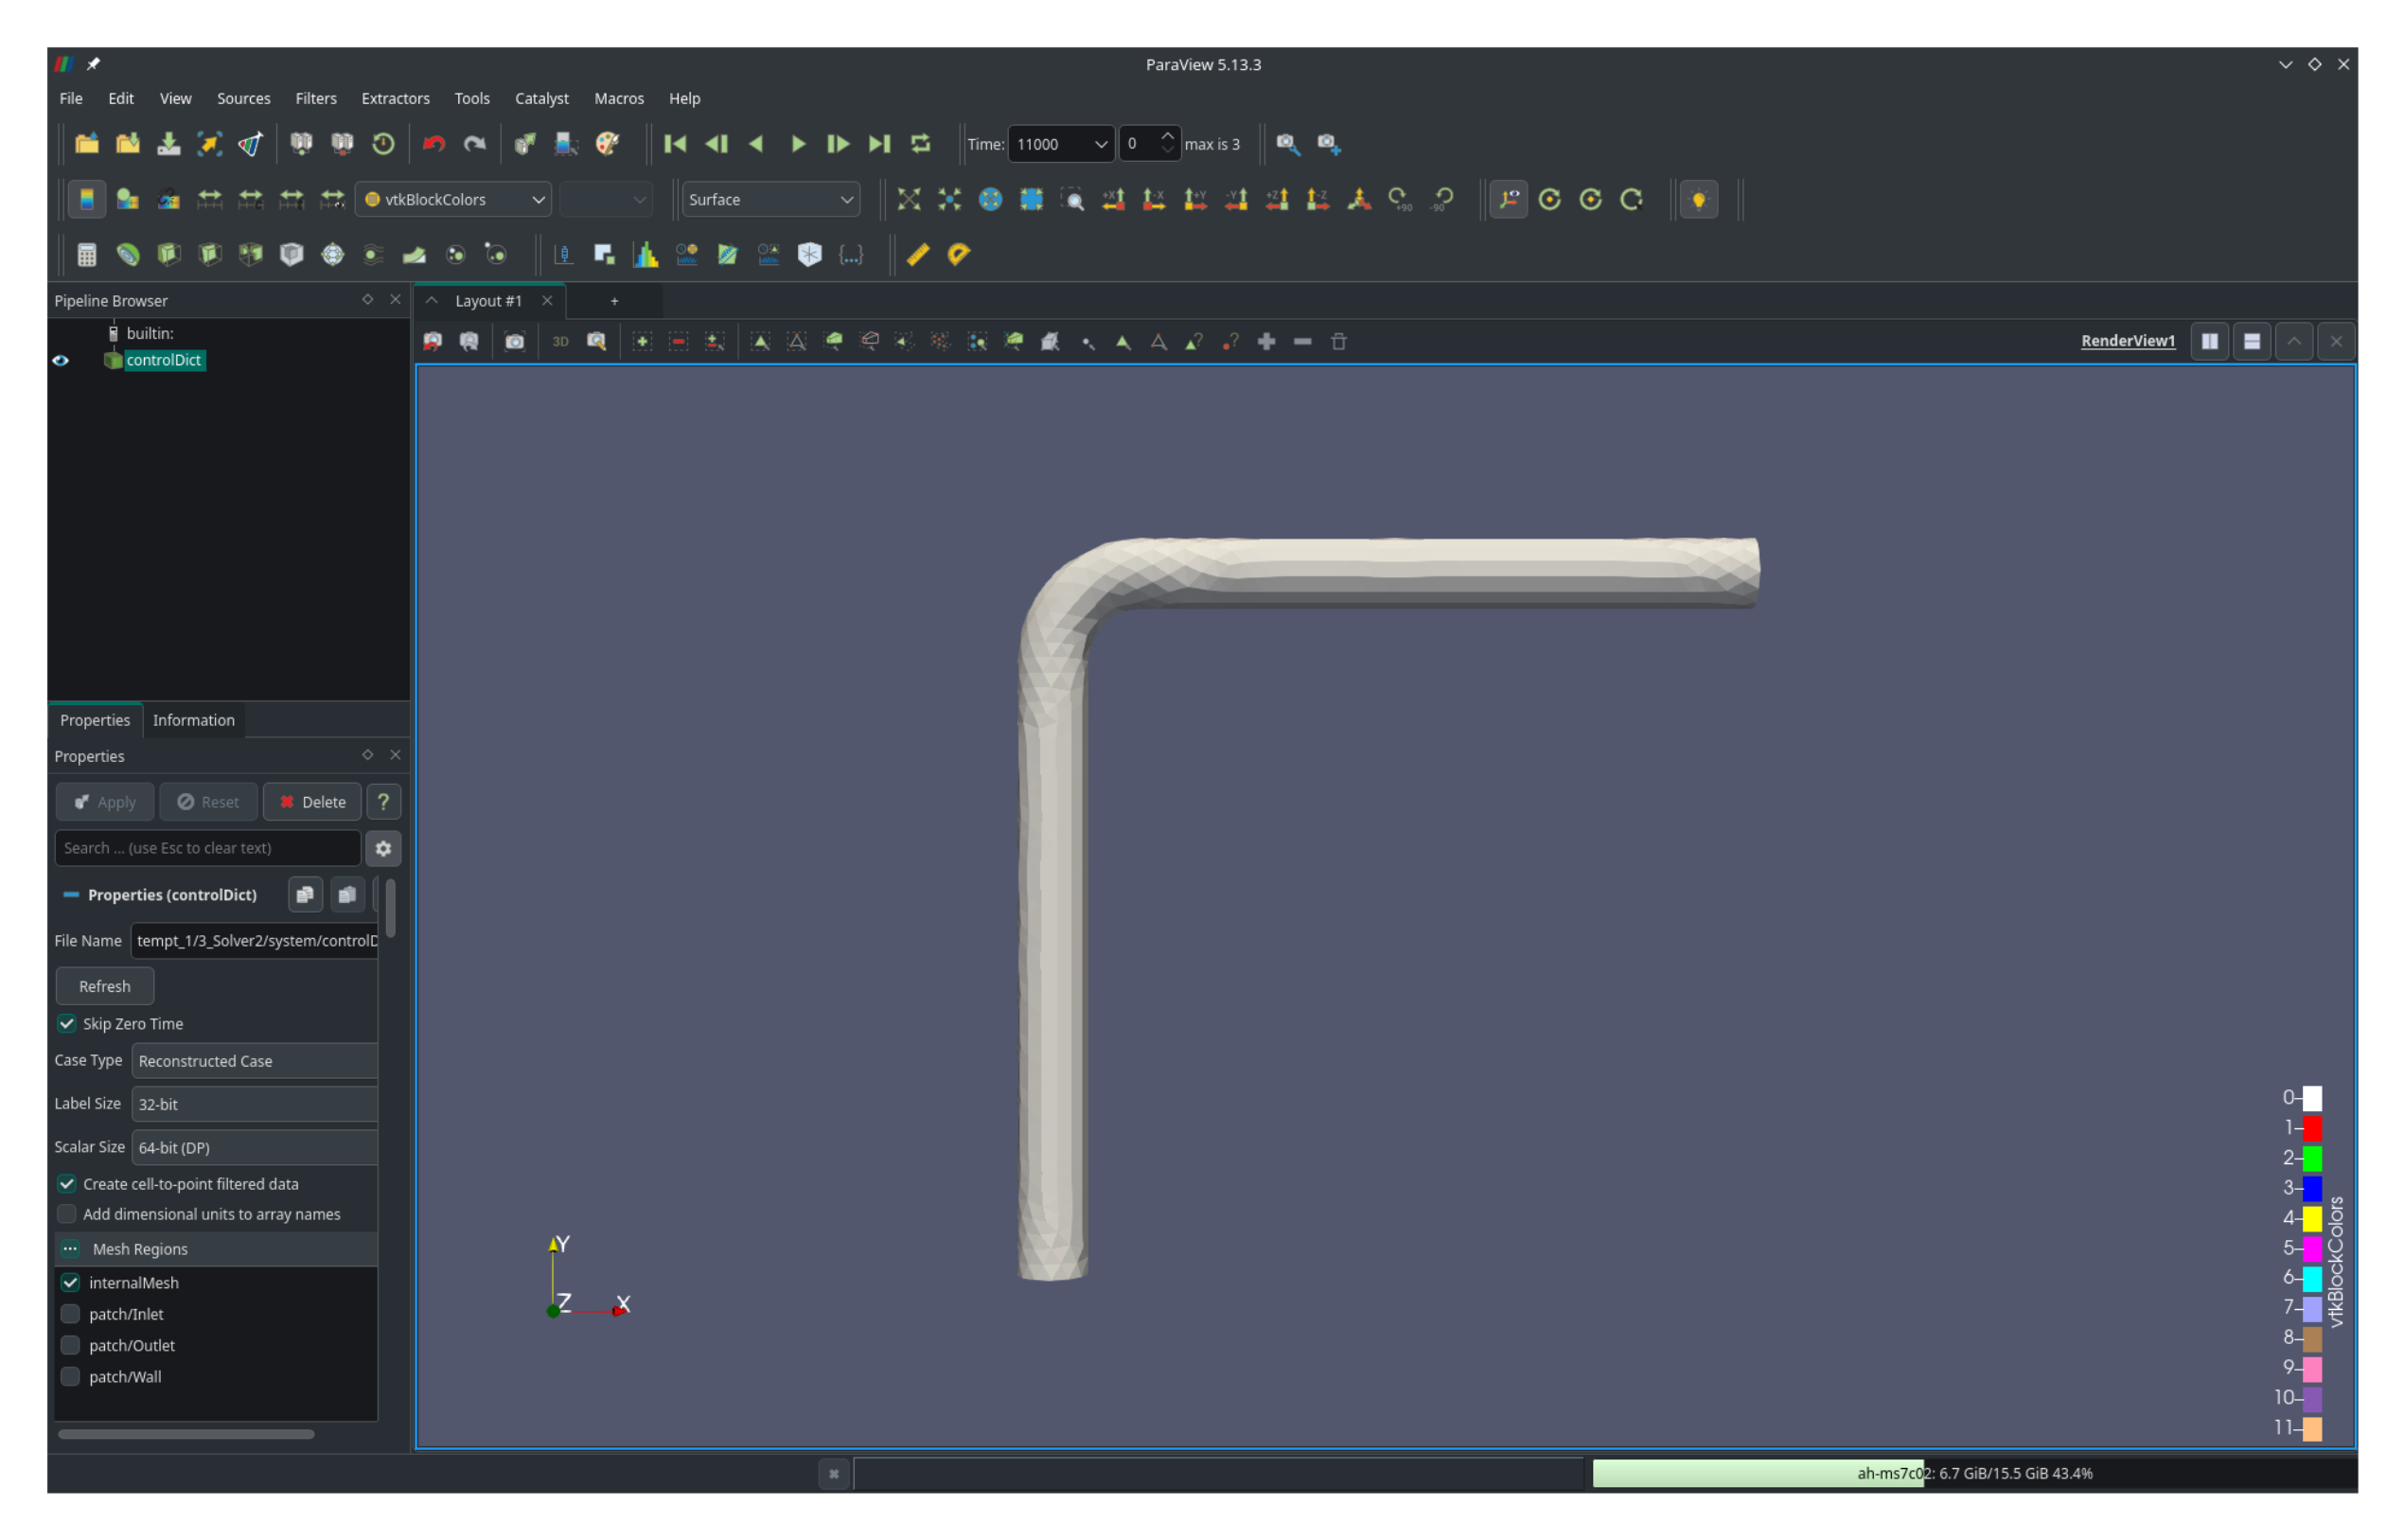 ParaView 5.13.3
File Edit View Sources Filters Extractors Tools Catalyst Macros Help
Time: 11000 0 max is 3
vtkBlockColors Surface +X -X +Y -Y +Z -Z +90 -90
Pipeline Browser
Layout #1 +
builtin:
controlDict
3D
RenderView1
Properties Information
Properties
Apply Reset Delete ?
Search ... (use Esc to clear text)
Properties (controlDict)
File Name tempt_1/3_Solver2/system/controlD
Refresh
Skip Zero Time
Case Type Reconstructed Case
Label Size 32-bit
Scalar Size 64-bit (DP)
Create cell-to-point filtered data
Add dimensional units to array names
Mesh Regions
internalMesh
patch/Inlet
patch/Outlet
patch/Wall
Y
Z
X
0
1
2
3
4
5
6
7
8
9
10
11
vtkBlockColors
ah-ms7c02: 6.7 GiB/15.5 GiB 43.4%